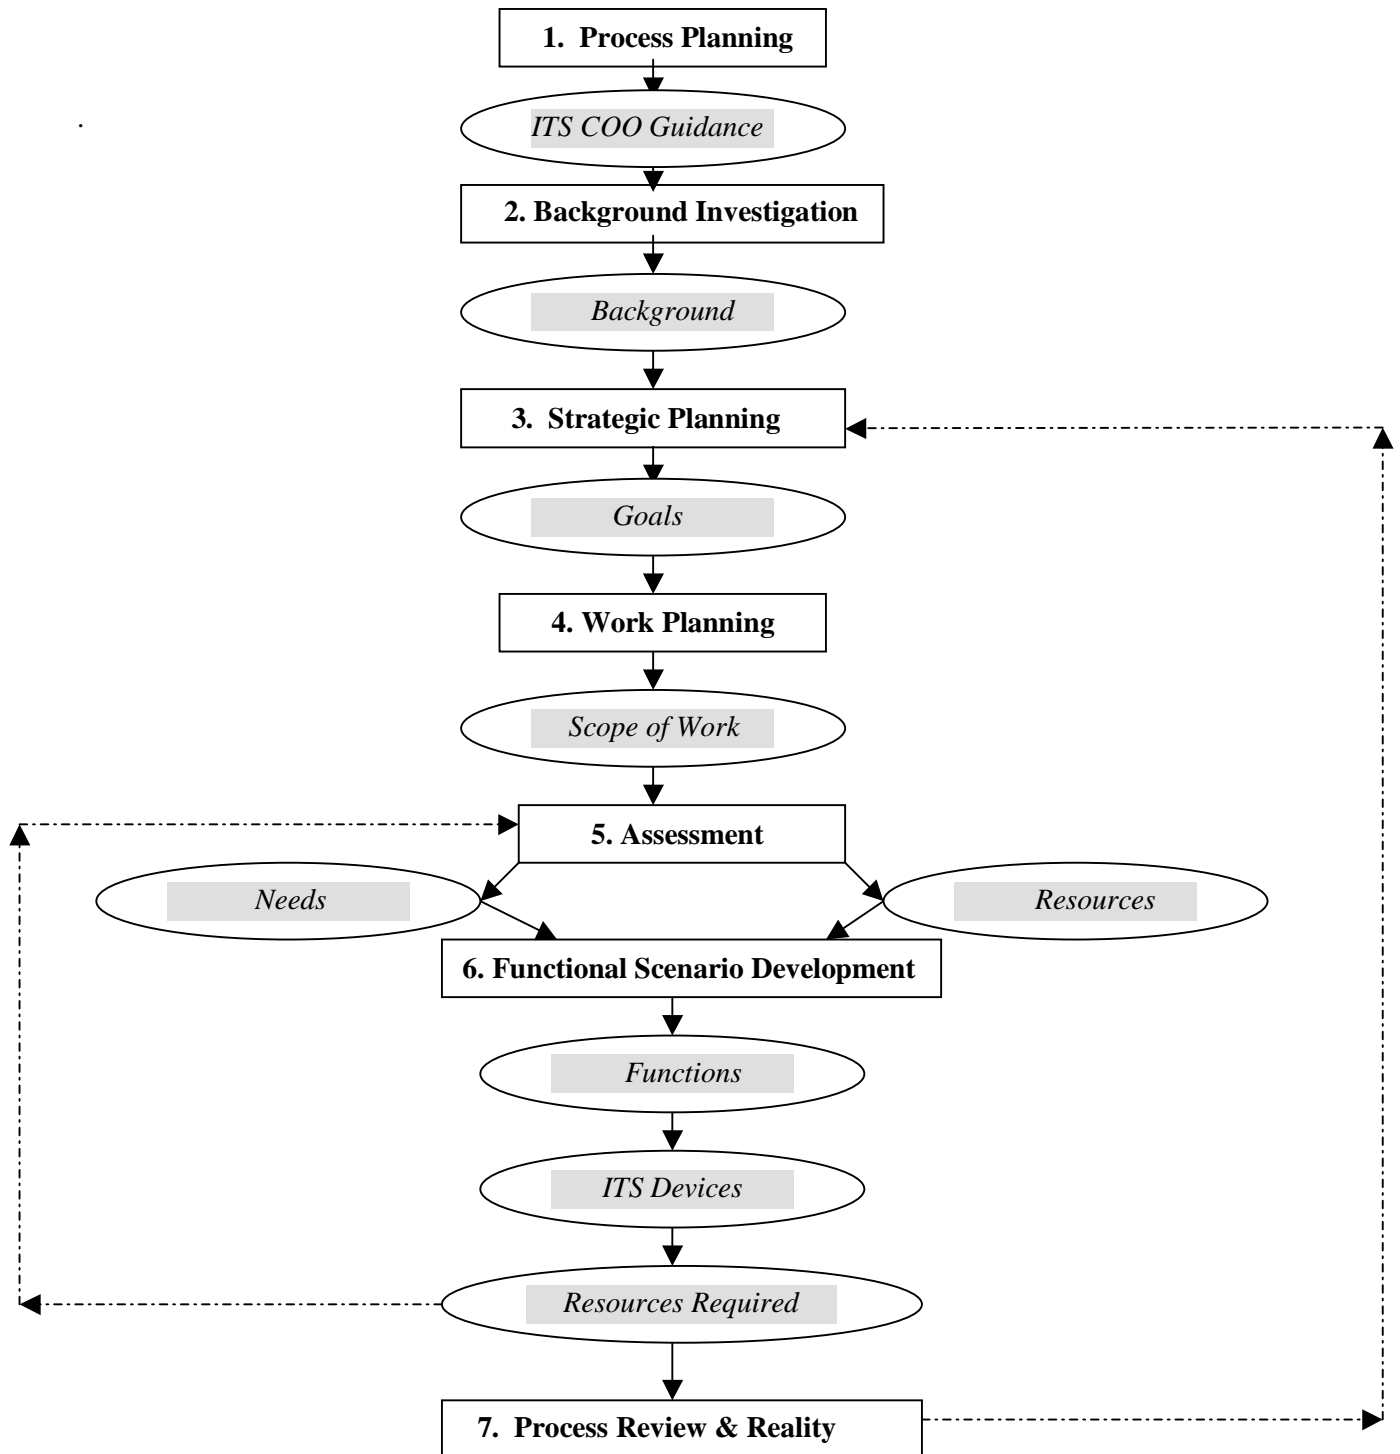 1. Process Planning
ITS COO Guidance
2. Background Investigation
Background
3. Strategic Planning
Goals
4. Work Planning
Scope of Work
5. Assessment
Needs
Resources
6. Functional Scenario Development
Functions
ITS Devices
Resources Required
7. Process Review & Reality